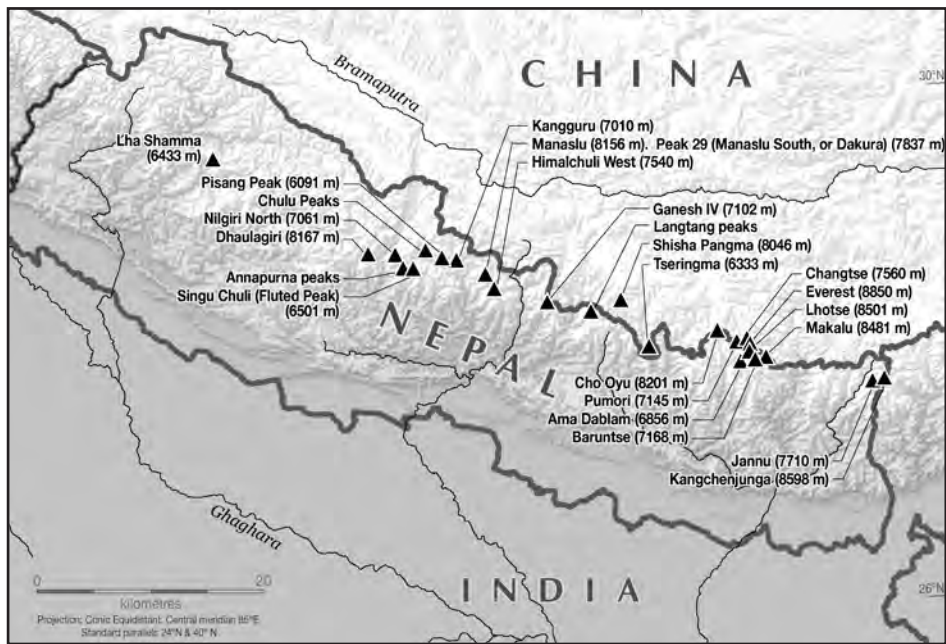 CHINA
Bramaputra
30°N
Lha Shamma
(6433 m)
Kangguru (7010 m)
Manaslu (8156 m). Peak 29 (Manaslu South, or Dakura) (7837 m)
Himalchuli West (7540 m)
Pisang Peak (6091 m)
Chulu Peaks
Nilgiri North (7061 m)
Dhaulagiri (8167 m)
Annapurna peaks
Singu Chuli (Fluted Peak)
(6501 m)
Ganesh IV (7102 m)
Langtang peaks
Shisha Pangma (8046 m)
Tseringma (6333 m)
Changtse (7560 m)
Everest (8850 m)
Lhotse (8501 m)
Makalu (8481 m)
NEPAL
Cho Oyu (8201 m)
Pumori (7145 m)
Ama Dablam (6856 m)
Baruntse (7168 m)
Jannu (7710 m)
Kangchenjunga (8598 m)
Ghaghara
INDIA
26°N
0 20
kilometres
Projection: Conic Equidistant. Central meridian 85°E.
Standard parallels 24°N & 40° N.